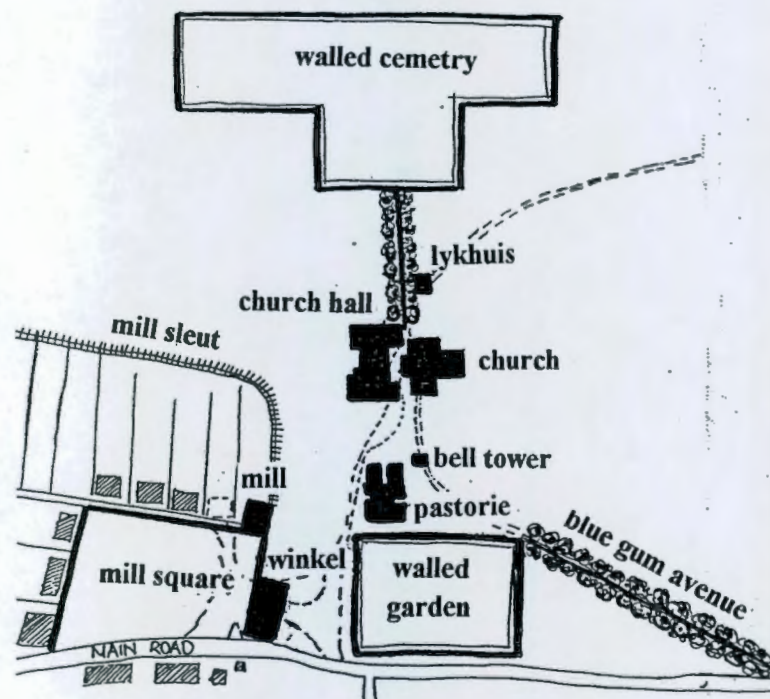 walled cemetry
lykhuis
church hall
mill sleut
church
bell tower
mill
pastorie
blue gum avenue
winkel
mill square
walled
garden
MAIN ROAD
a